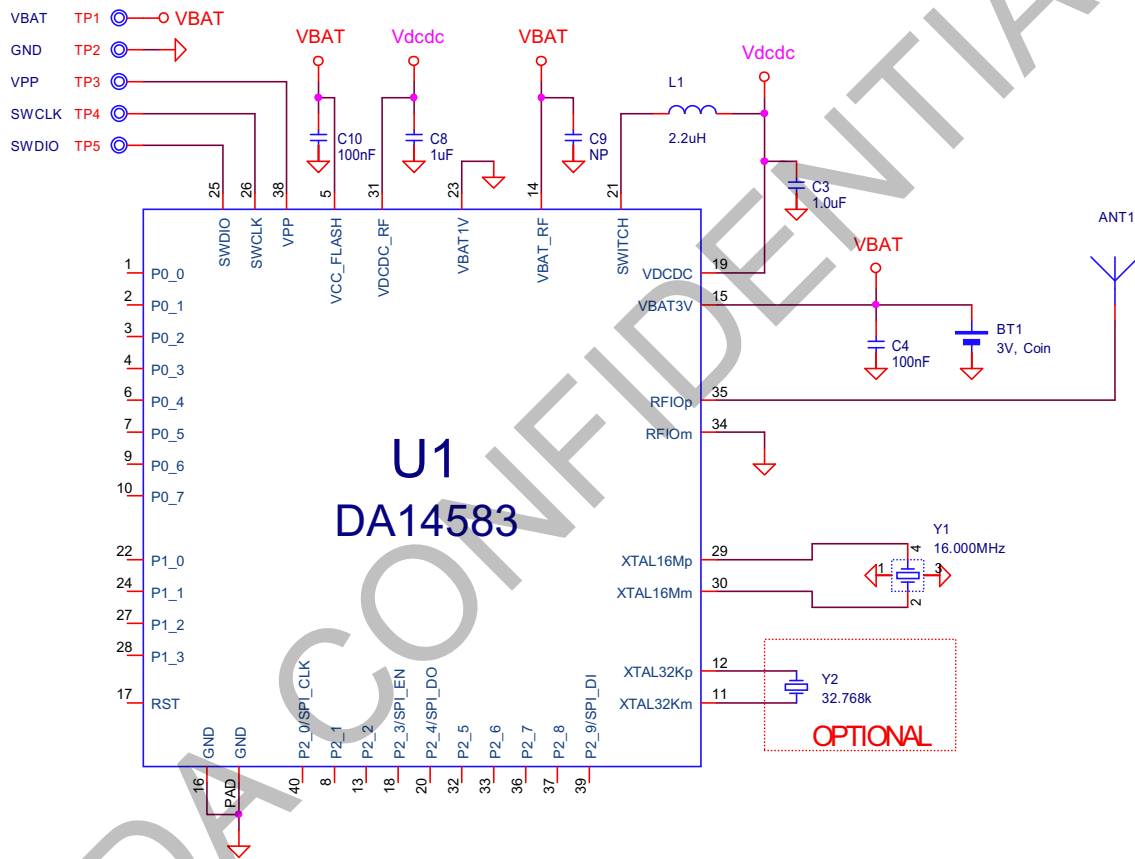 VBAT TP1 VBAT
GND TP2
VPP TP3
SWCLK TP4
SWDIO TP5
VBAT
Vdcdc
VBAT
Vdcdc
L1
2.2uH
C10
100nF
C8
1uF
C9
NP
C3
1.0uF
25 SWDIO
26 SWCLK
38 VPP
5 VCC_FLASH
31 VDCDC_RF
23 VBAT1V
14 VBAT_RF
21 SWITCH
1 P0_0
2 P0_1
3 P0_2
4 P0_3
6 P0_4
7 P0_5
9 P0_6
10 P0_7
22 P1_0
24 P1_1
27 P1_2
28 P1_3
17 RST
U1
DA14583
VDCDC 19
VBAT3V 15
RFIOp 35
RFIOm 34
XTAL16Mp 29
XTAL16Mm 30
XTAL32Kp 12
XTAL32Km 11
VBAT
C4
100nF
BT1
3V, Coin
ANT1
Y1
16.000MHz
4
1
3
2
Y2
32.768k
OPTIONAL
GND 16
GND PAD
P2_0/SPI_CLK 40
P2_1 8
P2_2 13
P2_3/SPI_EN 18
P2_4/SPI_DO 20
P2_5 32
P2_6 33
P2_7 36
P2_8 37
P2_9/SPI_DI 39
DA CONFIDENTIA